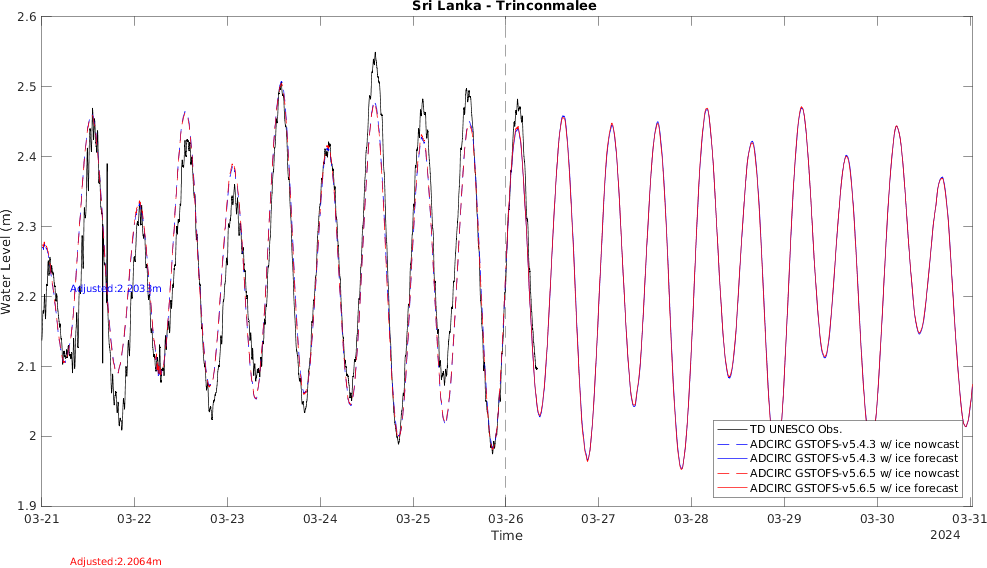 Sri Lanka - Trinconmalee
2.6
2.5
2.4
2.3
2.2
2.1
2
1.9
Water Level (m)
Adjusted:2.2033m
TD UNESCO Obs.
ADCIRC GSTOFS-v5.4.3 w/ ice nowcast
ADCIRC GSTOFS-v5.4.3 w/ ice forecast
ADCIRC GSTOFS-v5.6.5 w/ ice nowcast
ADCIRC GSTOFS-v5.6.5 w/ ice forecast
03-21 03-22 03-23 03-24 03-25 03-26 03-27 03-28 03-29 03-30 03-31
Time
2024
Adjusted:2.2064m